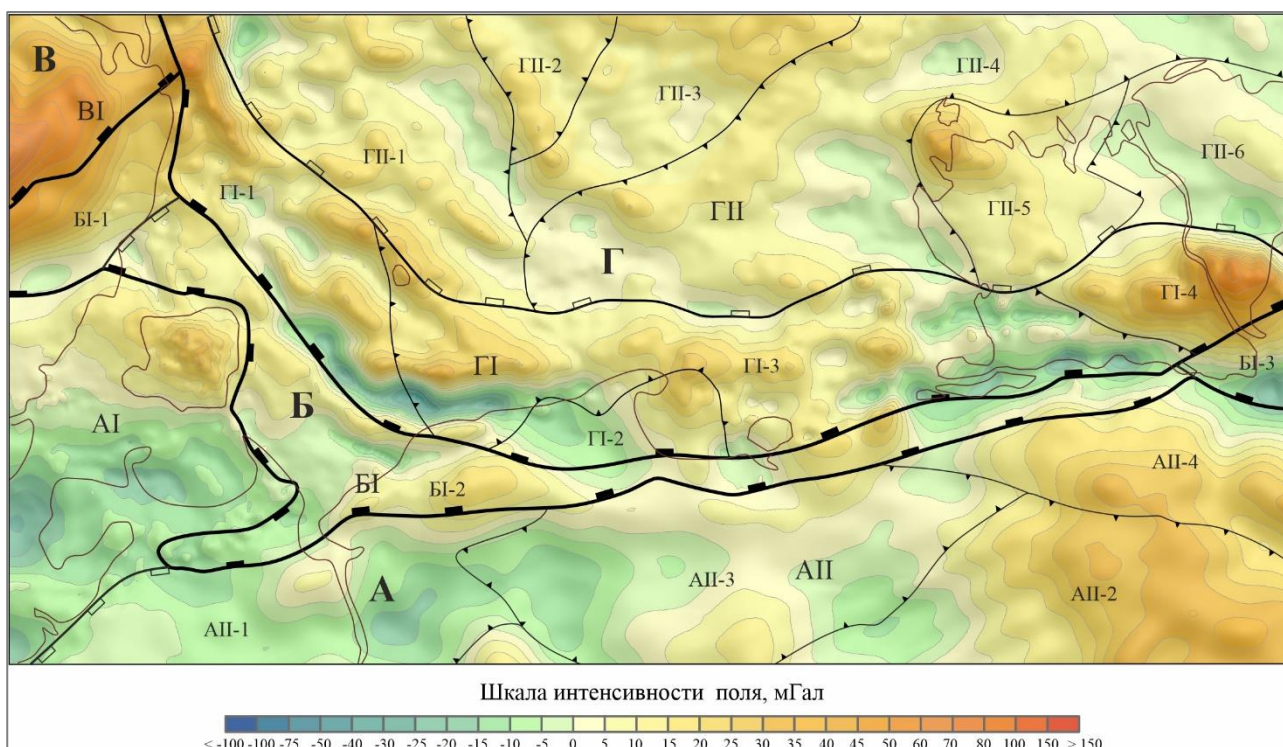 В
ВI
БI-1
ГI-1
ГII-1
ГII-2
ГII-3
ГII-4
ГII-6
ГII-5
ГII
Г
ГI-4
БI-3
ГI
ГI-3
АI
Б
ГI-2
БI
БI-2
АII-4
А
АII-3
АII
АII-2
АII-1
Шкала интенсивности поля, мГал
< -100 -100 -75 -50 -40 -35 -25 -20 -15 -10 -5 0 5 10 15 20 25 30 35 40 45 50 60 70 80 100 150 > 150